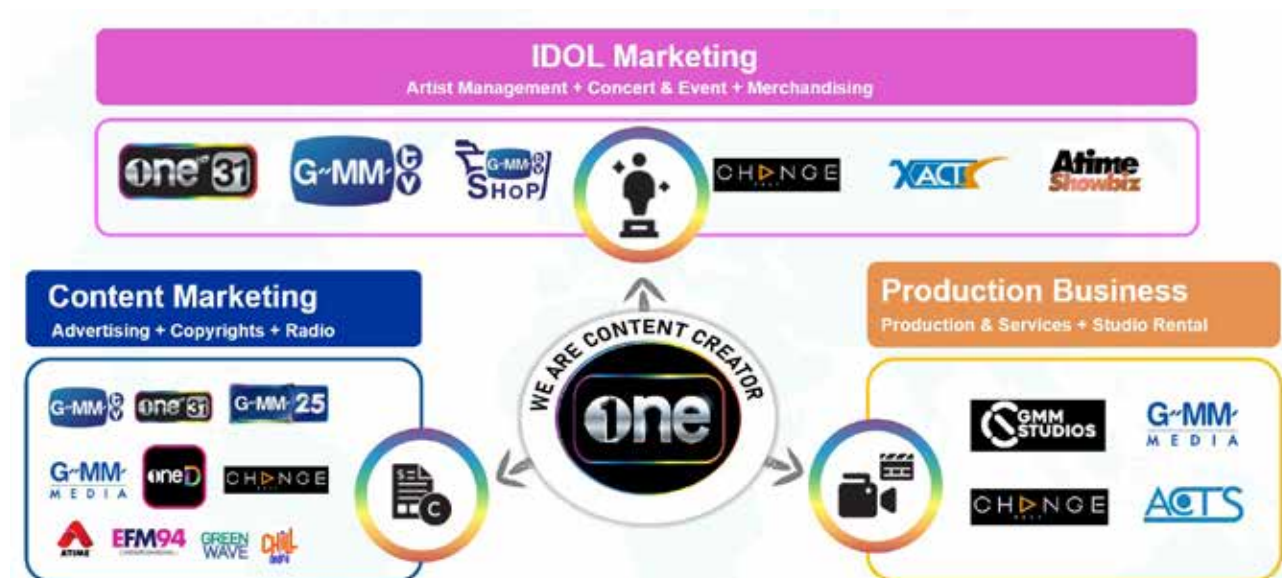 IDOL Marketing
Artist Management + Concert & Event + Merchandising
one 31
G-MM- tv
G-MM- tv SHOP
CHANGE
XACT
Atime Showbiz
Content Marketing
Advertising + Copyrights + Radio
Production Business
Production & Services + Studio Rental
WE ARE CONTENT CREATOR
one
G-MM- tv
one 31
G-MM- 25
G-MM- MEDIA
oneD
CHANGE
ATIME
EFM94
GREEN WAVE
CHILL
GMM STUDIOS
G-MM- MEDIA
CHANGE
ACTS